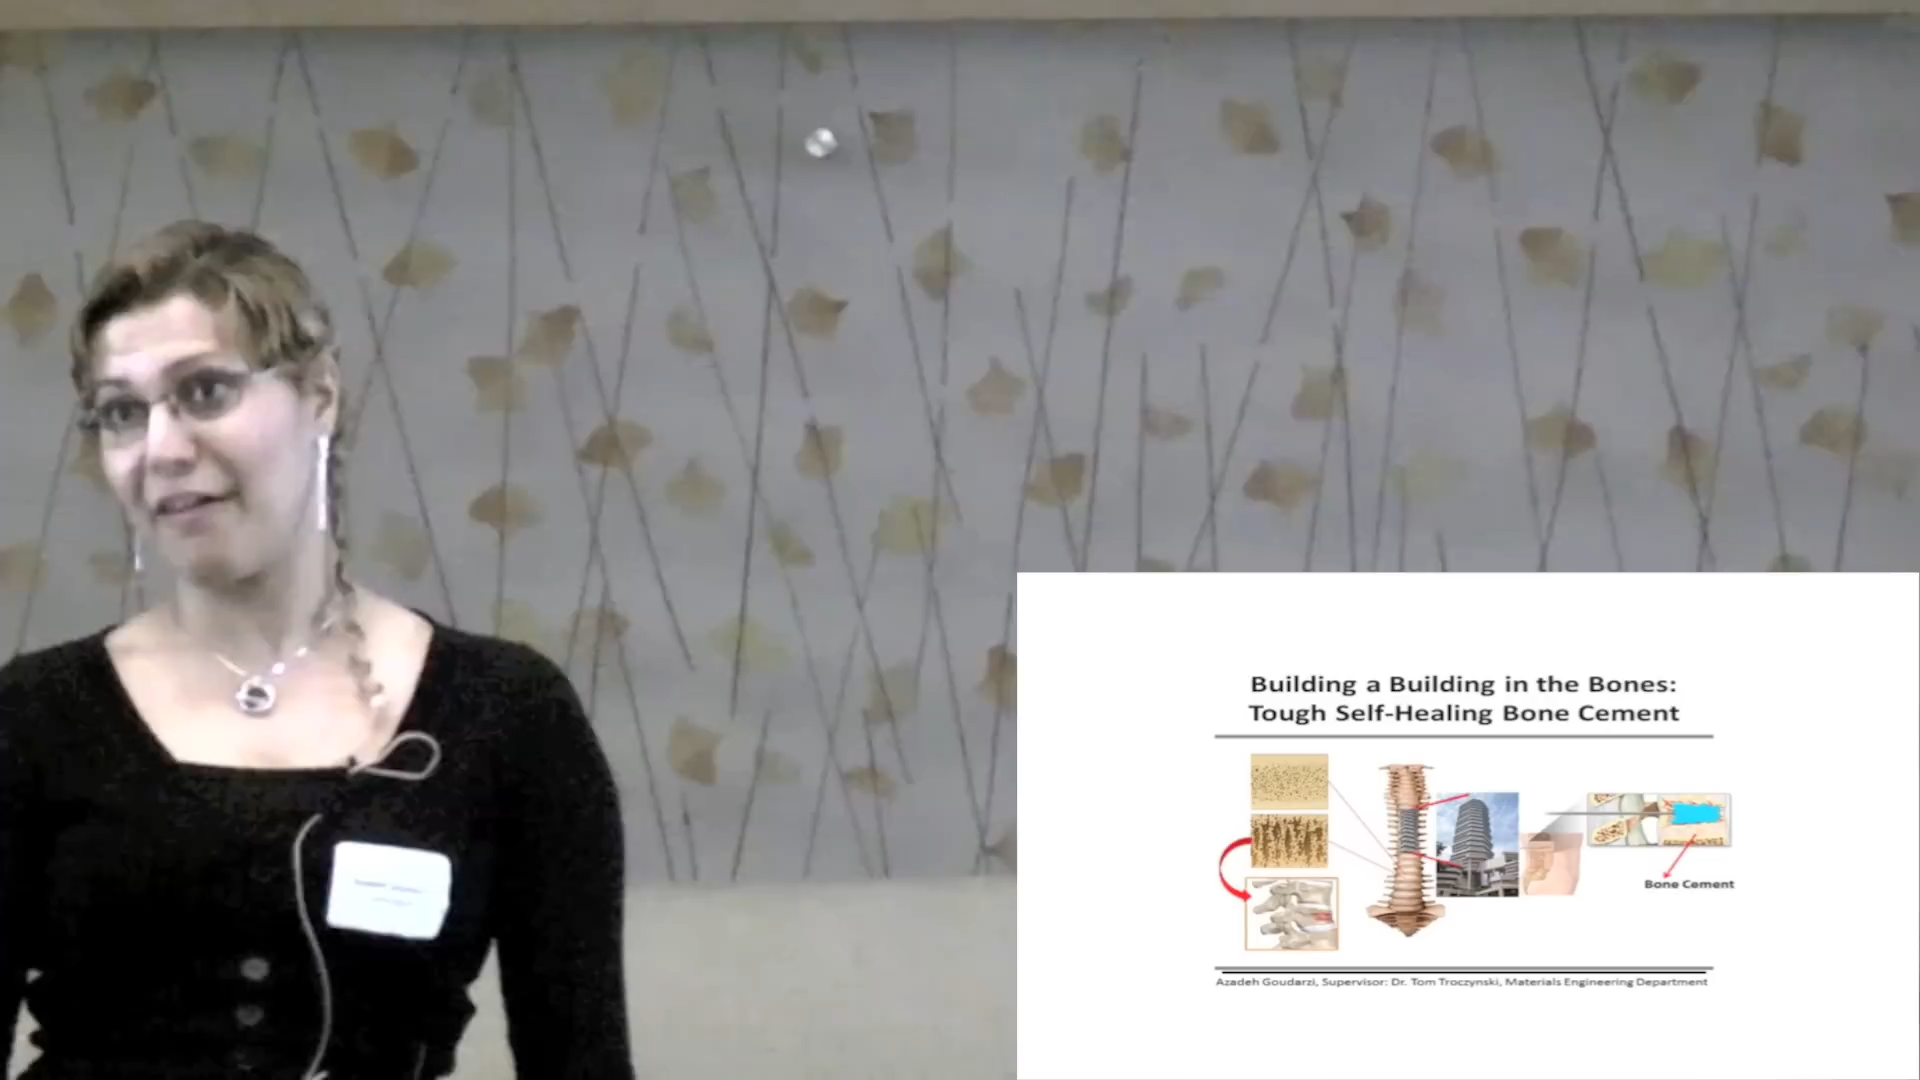 Building a Building in the Bones:
Tough Self-Healing Bone Cement
Bone Cement
Azadeh Goudarzi, Supervisor: Dr. Tom Troczynski, Materials Engineering Department